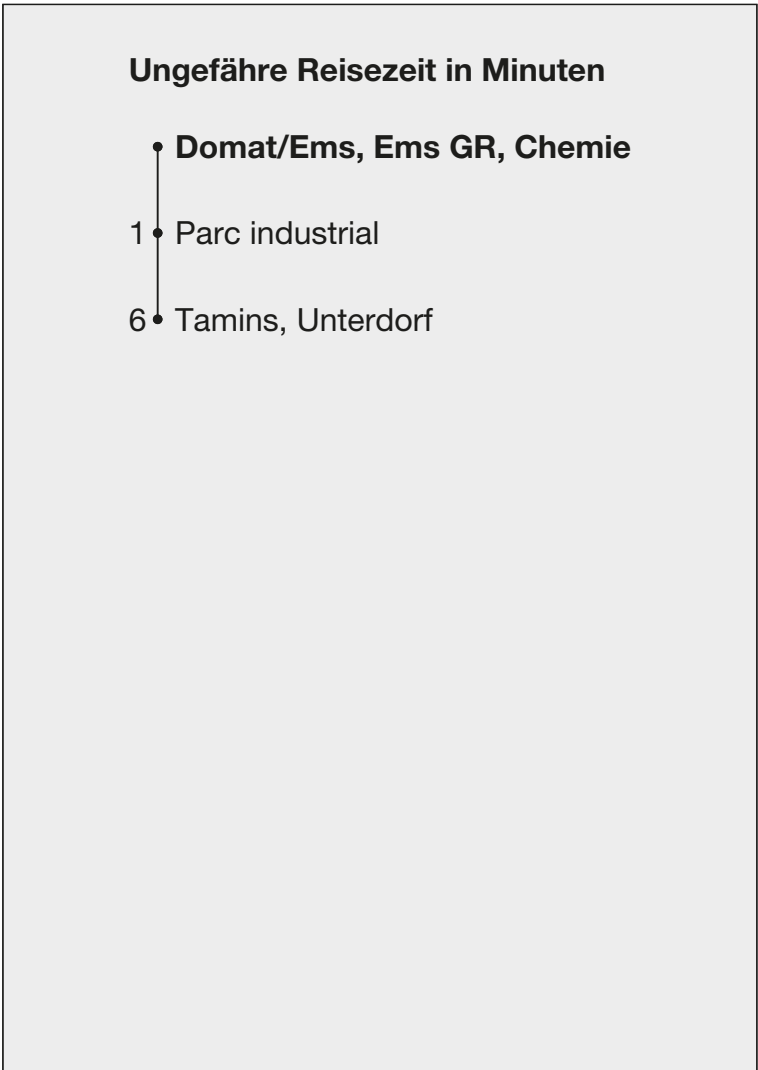 Ungefähre Reisezeit in Minuten
Domat/Ems, Ems GR, Chemie
1 Parc industrial
6 Tamins, Unterdorf